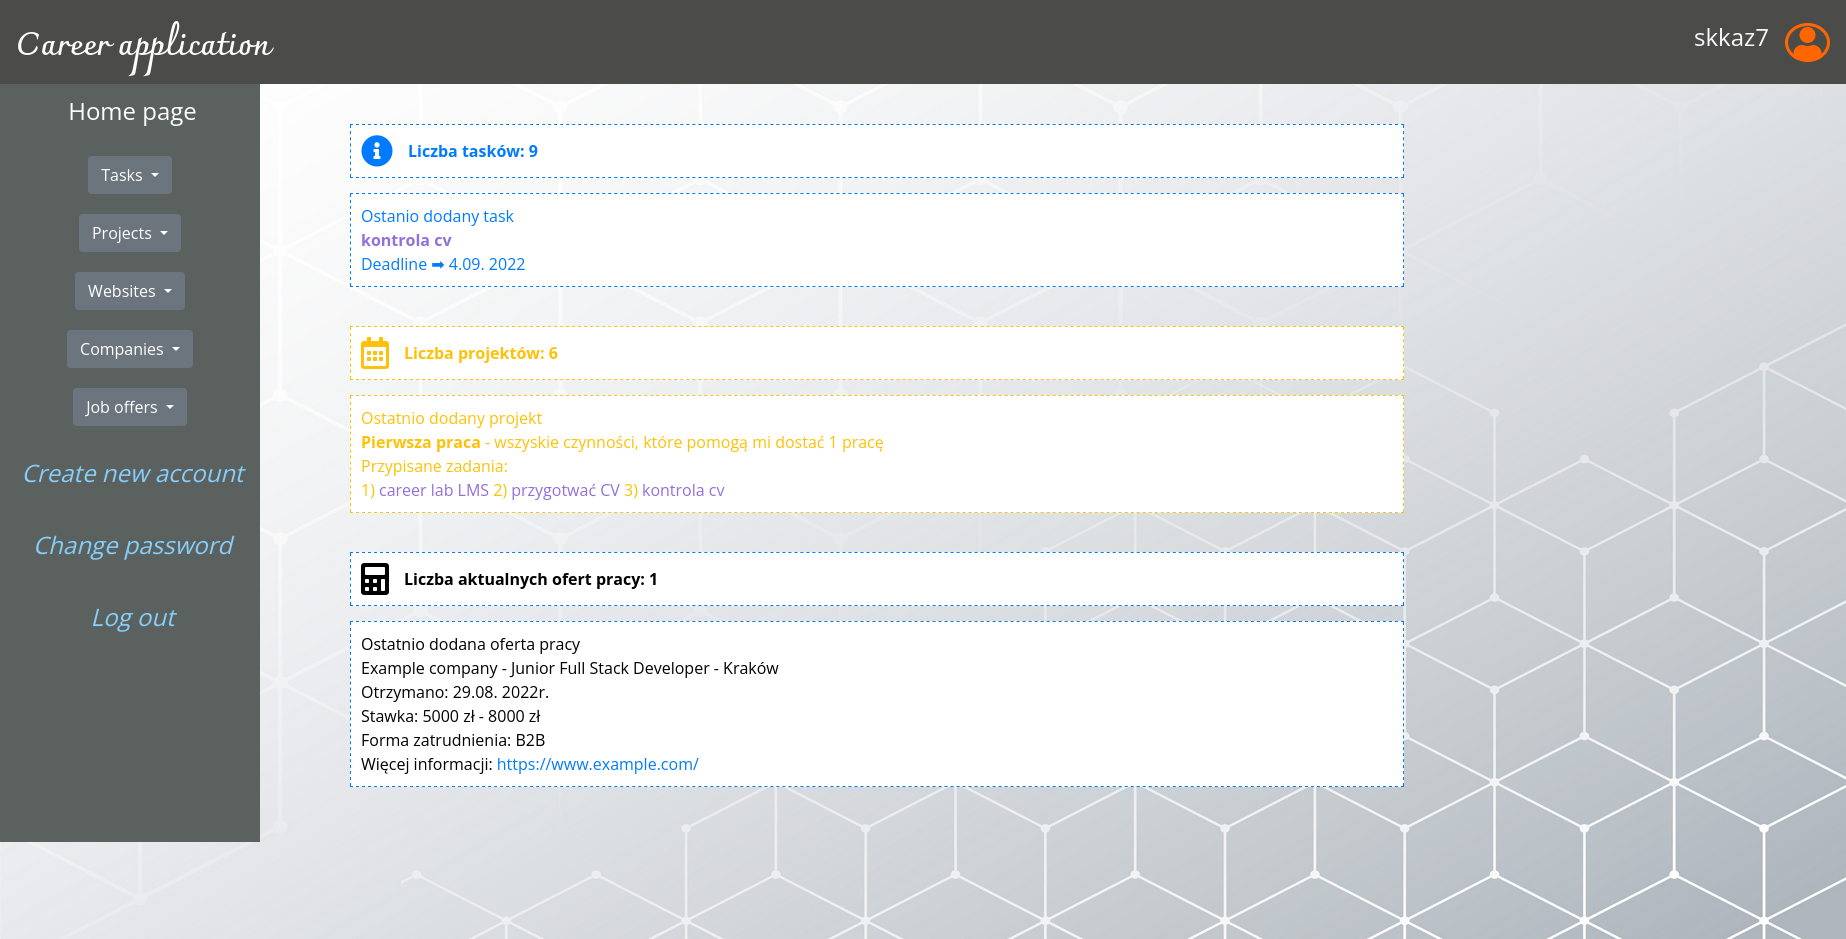 Career application
skkaz7
Home page
Tasks
Projects
Websites
Companies
Job offers
Create new account
Change password
Log out
Liczba tasków: 9
Ostanio dodany task
kontrola cv
Deadline ➡ 4.09. 2022
Liczba projektów: 6
Ostatnio dodany projekt
Pierwsza praca - wszyskie czynności, które pomogą mi dostać 1 pracę
Przypisane zadania:
1) career lab LMS 2) przygotwać CV 3) kontrola cv
Liczba aktualnych ofert pracy: 1
Ostatnio dodana oferta pracy
Example company - Junior Full Stack Developer - Kraków
Otrzymano: 29.08. 2022r.
Stawka: 5000 zł - 8000 zł
Forma zatrudnienia: B2B
Więcej informacji: https://www.example.com/